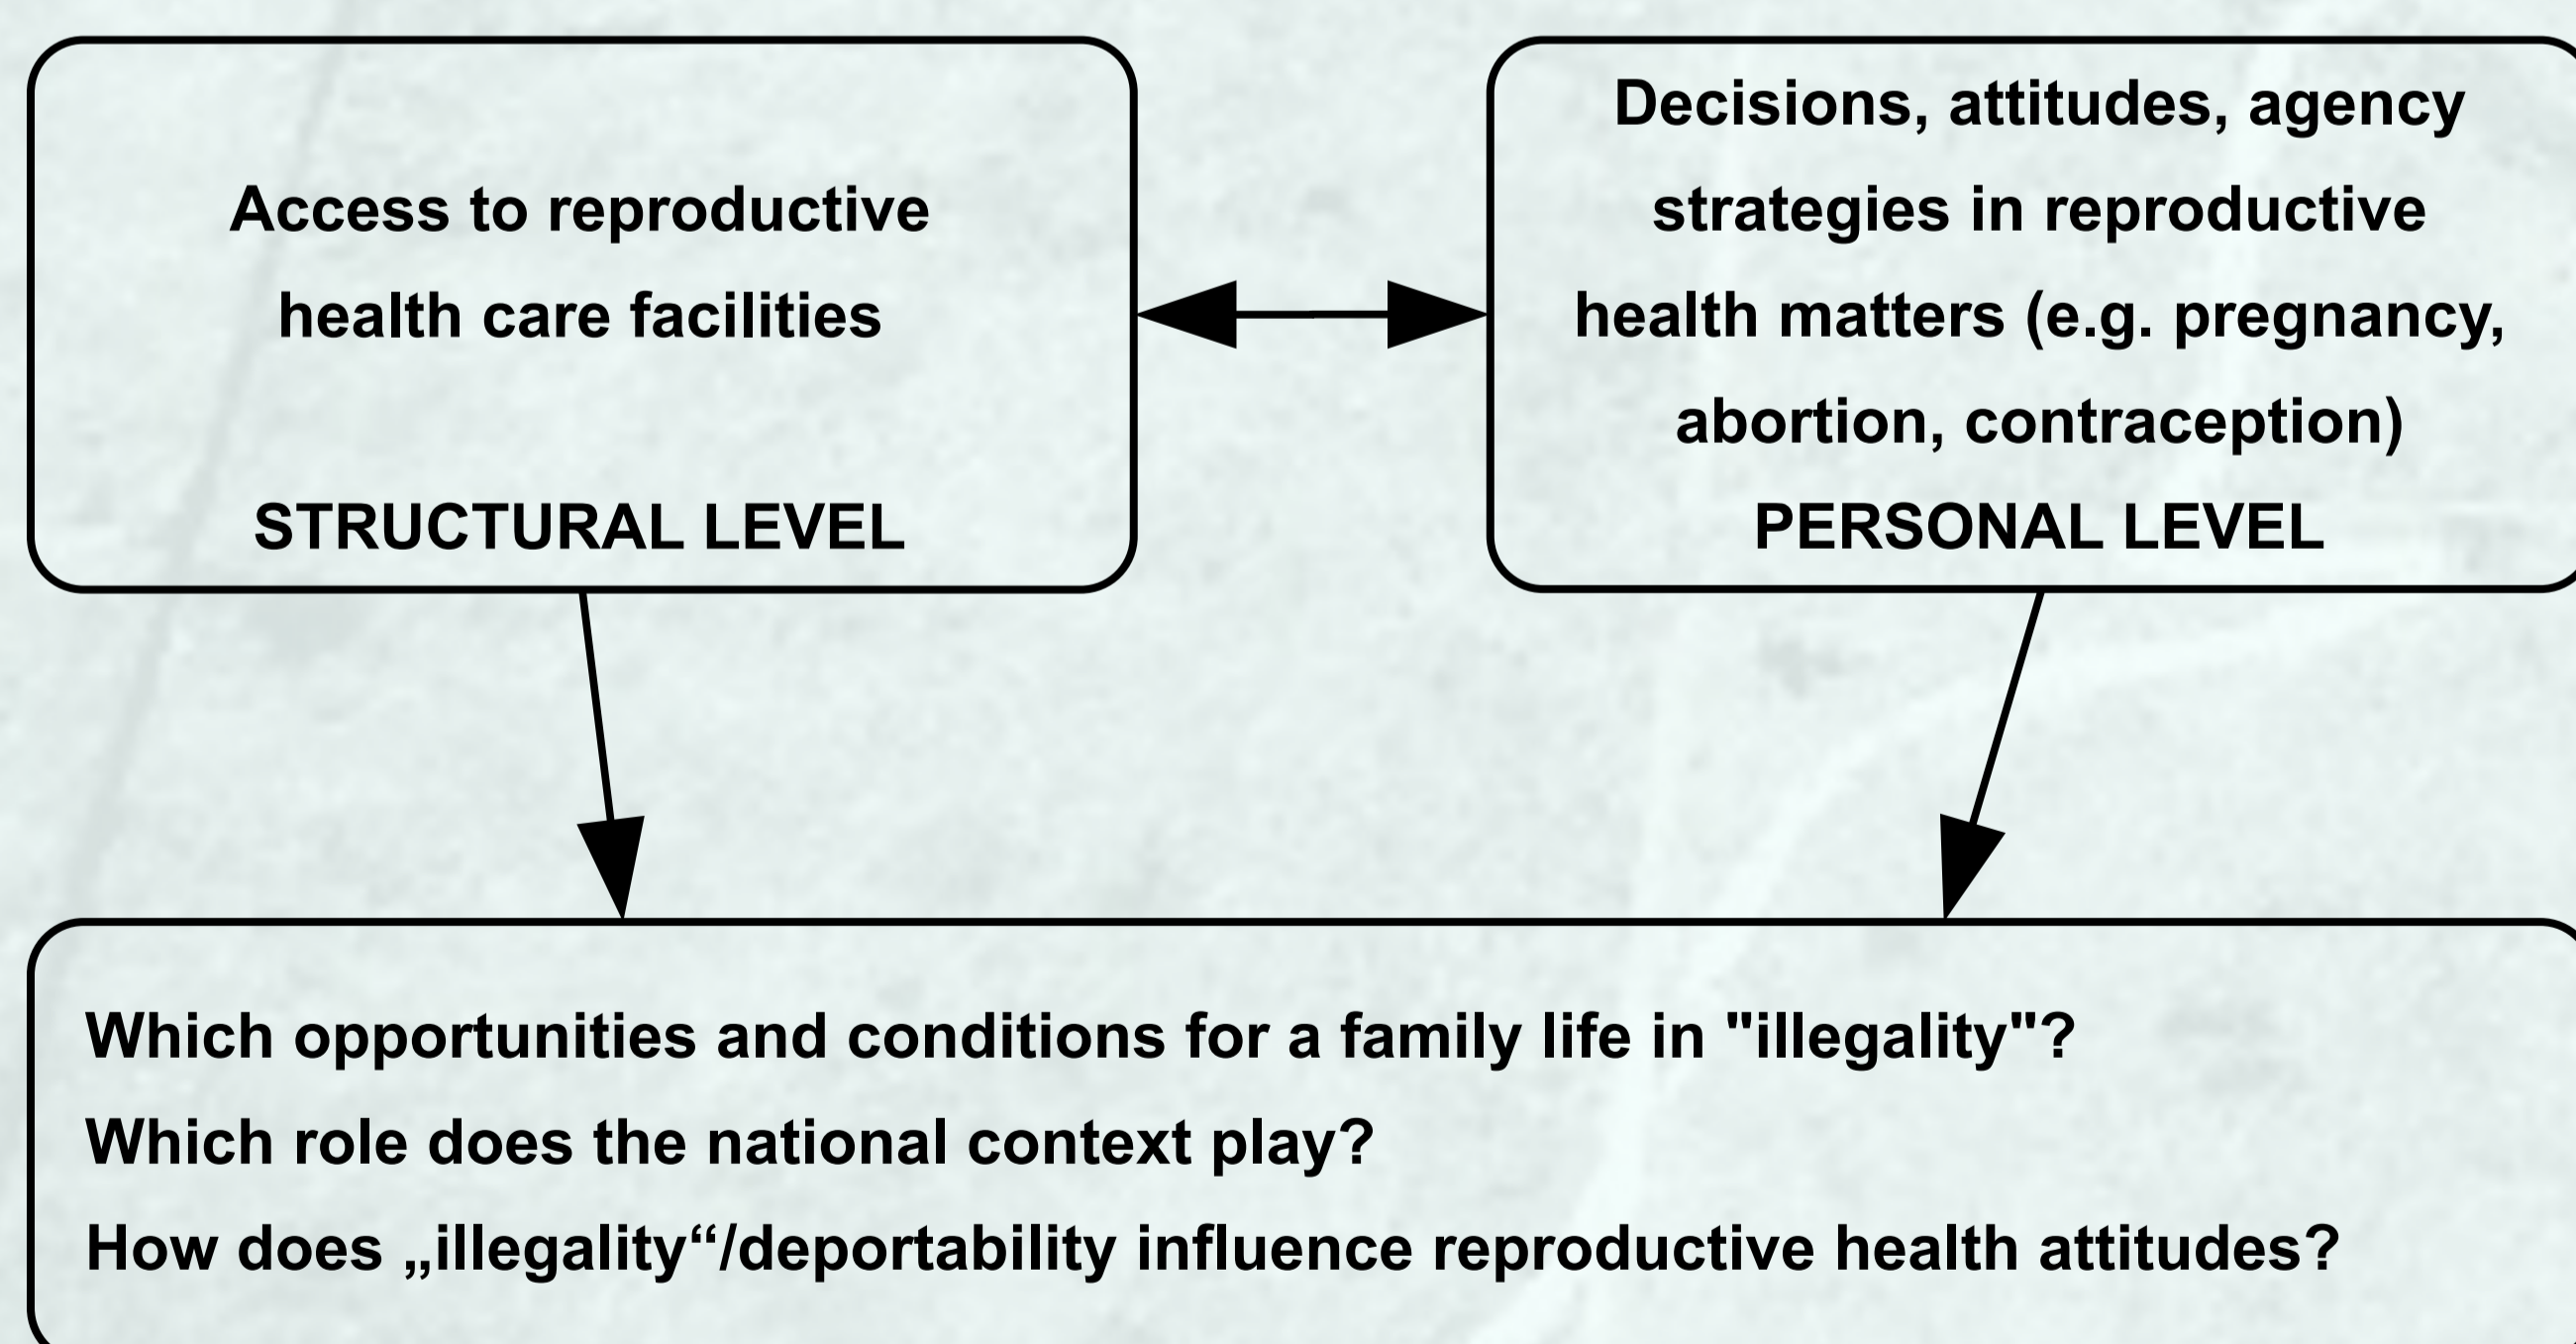 Access to reproductive
health care facilities
STRUCTURAL LEVEL
Decisions, attitudes, agency
strategies in reproductive
health matters (e.g. pregnancy,
abortion, contraception)
PERSONAL LEVEL
Which opportunities and conditions for a family life in "illegality"?
Which role does the national context play?
How does „illegality“/deportability influence reproductive health attitudes?